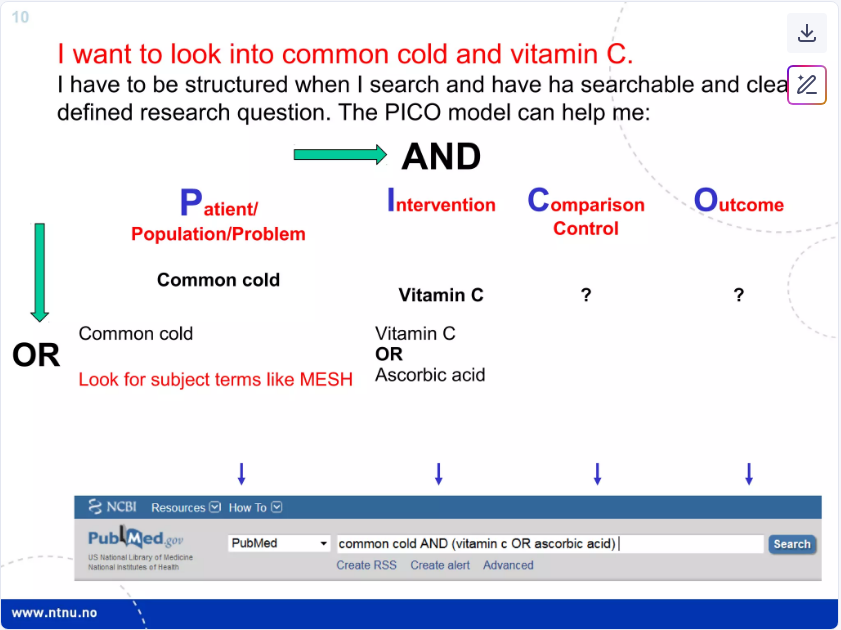 10
I want to look into common cold and vitamin C.
I have to be structured when I search and have ha searchable and clea
defined research question. The PICO model can help me:
AND
Patient/ Intervention Comparison Outcome
Population/Problem Control
Common cold
Vitamin C ? ?
Common cold Vitamin C
OR OR
Look for subject terms like MESH Ascorbic acid
NCBI Resources How To
PubMed.gov
US National Library of Medicine
National Institutes of Health
PubMed common cold AND (vitamin c OR ascorbic acid) Search
Create RSS Create alert Advanced
www.ntnu.no